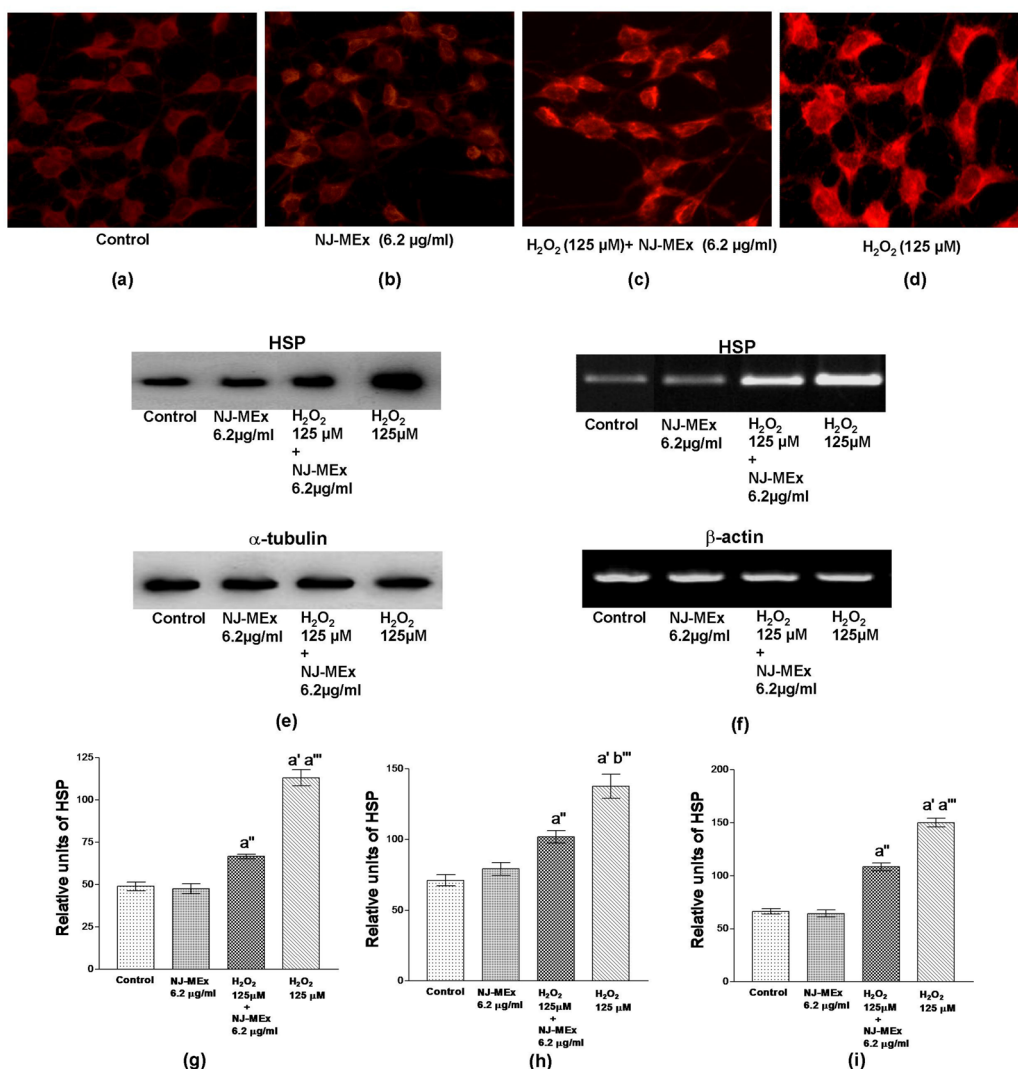 Control
NJ-MEx (6.2 µg/ml)
H₂O₂ (125 µM)+ NJ-MEx (6.2 µg/ml)
H₂O₂ (125 µM)
(a)
(b)
(c)
(d)
HSP
Control
NJ-MEx
6.2µg/ml
H₂O₂
125 µM
+
NJ-MEx
6.2µg/ml
H₂O₂
125µM
α-tubulin
Control
NJ-MEx
6.2µg/ml
H₂O₂
125 µM
+
NJ-MEx
6.2µg/ml
H₂O₂
125µM
(e)
HSP
Control
NJ-MEx
6.2µg/ml
H₂O₂
125 µM
+
NJ-MEx
6.2µg/ml
H₂O₂
125µM
β-actin
Control
NJ-MEx
6.2µg/ml
H₂O₂
125 µM
+
NJ-MEx
6.2µg/ml
H₂O₂
125µM
(f)
Relative units of HSP
125
100
75
50
25
0
a''
a' a'''
Control
NJ-MEx
6.2 µg/ml
H₂O₂
125µM
+
NJ-MEx
6.2 µg/ml
H₂O₂
125 µM
(g)
Relative units of HSP
150
100
50
0
a''
a' b'''
Control
NJ-MEx
6.2 µg/ml
H₂O₂
125µM
+
NJ-MEx
6.2 µg/ml
H₂O₂
125 µM
(h)
Relative units of HSP
200
150
100
50
0
a''
a' a'''
Control
NJ-MEx
6.2 µg/ml
H₂O₂
125µM
+
NJ-MEx
6.2 µg/ml
H₂O₂
125 µM
(i)